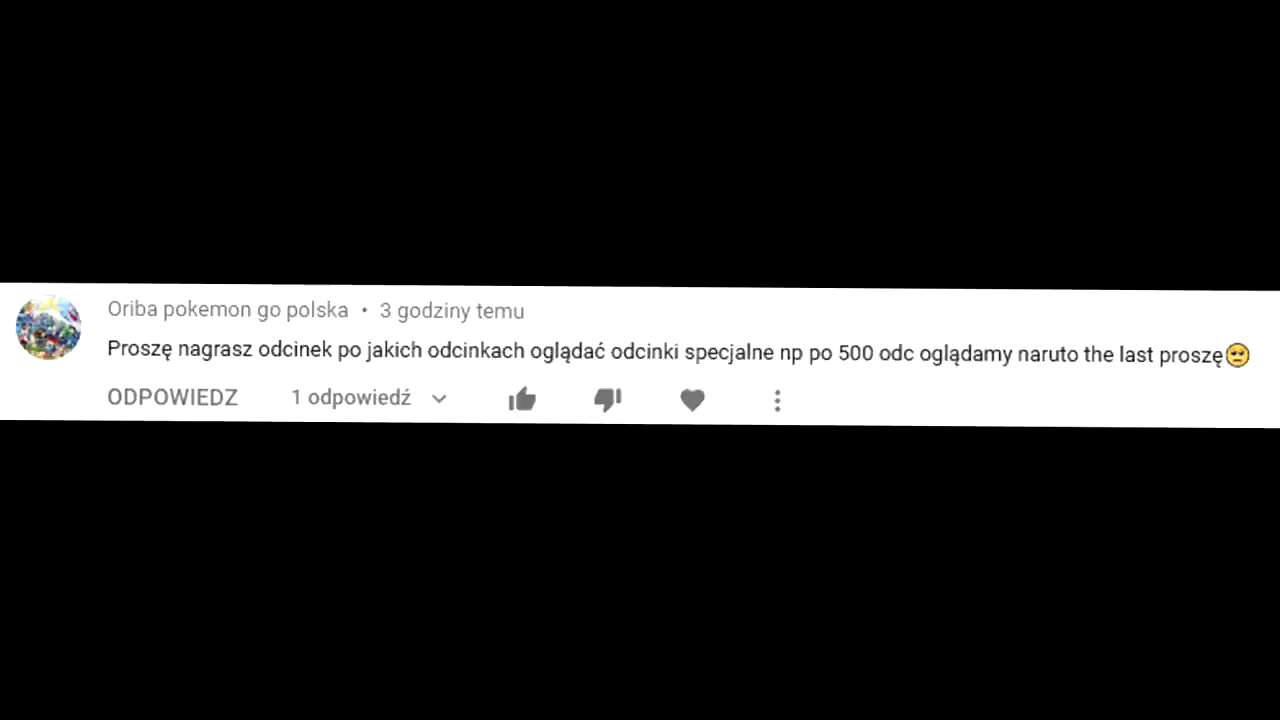 Oriba pokemon go polska • 3 godziny temu
Proszę nagrasz odcinek po jakich odcinkach oglądać odcinki specjalne np po 500 odc oglądamy naruto the last proszę🥺
ODPOWIEDZ 1 odpowiedź